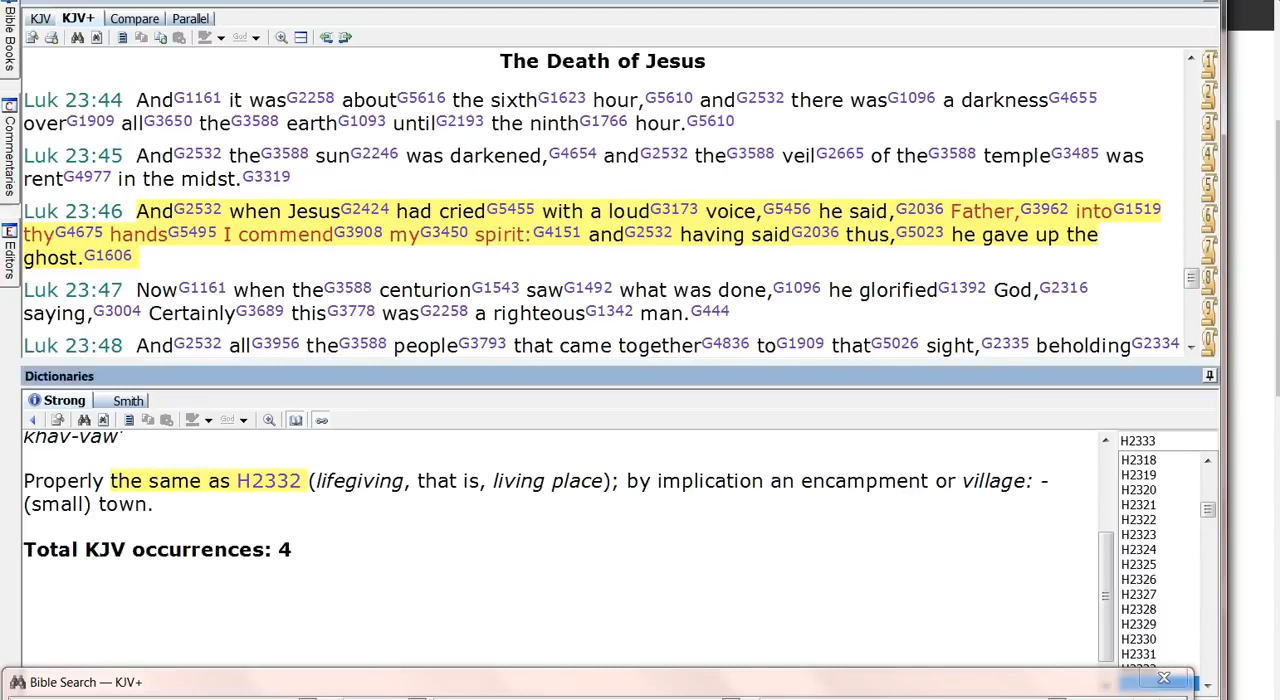 KJV KJV+ Compare Parallel
Bible Books
Commentaries
Editors
God
The Death of Jesus
Luk 23:44 AndG1161 it wasG2258 aboutG5616 the sixthG1623 hour,G5610 andG2532 there wasG1096 a darknessG4655
overG1909 allG3650 theG3588 earthG1093 untilG2193 the ninthG1766 hour.G5610
Luk 23:45 AndG2532 theG3588 sunG2246 was darkened,G4654 andG2532 theG3588 veilG2665 of theG3588 templeG3485 was
rentG4977 in the midst.G3319
Luk 23:46 AndG2532 when JesusG2424 had criedG5455 with a loudG3173 voice,G5456 he said,G2036 Father,G3962 intoG1519
thyG4675 handsG5495 I commendG3908 myG3450 spirit:G4151 andG2532 having saidG2036 thus,G5023 he gave up the
ghost.G1606
Luk 23:47 NowG1161 when theG3588 centurionG1543 sawG1492 what was done,G1096 he glorifiedG1392 God,G2316
saying,G3004 CertainlyG3689 thisG3778 wasG2258 a righteousG1342 man.G444
Luk 23:48 AndG2532 allG3956 theG3588 peopleG3793 that came togetherG4836 toG1909 thatG5026 sight,G2335 beholdingG2334
Dictionaries
Strong Smith
God
khav-vaw'
Properly the same as H2332 (lifegiving, that is, living place); by implication an encampment or village: -
(small) town.
Total KJV occurrences: 4
H2333
H2318
H2319
H2320
H2321
H2322
H2323
H2324
H2325
H2326
H2327
H2328
H2329
H2330
H2331
Bible Search — KJV+